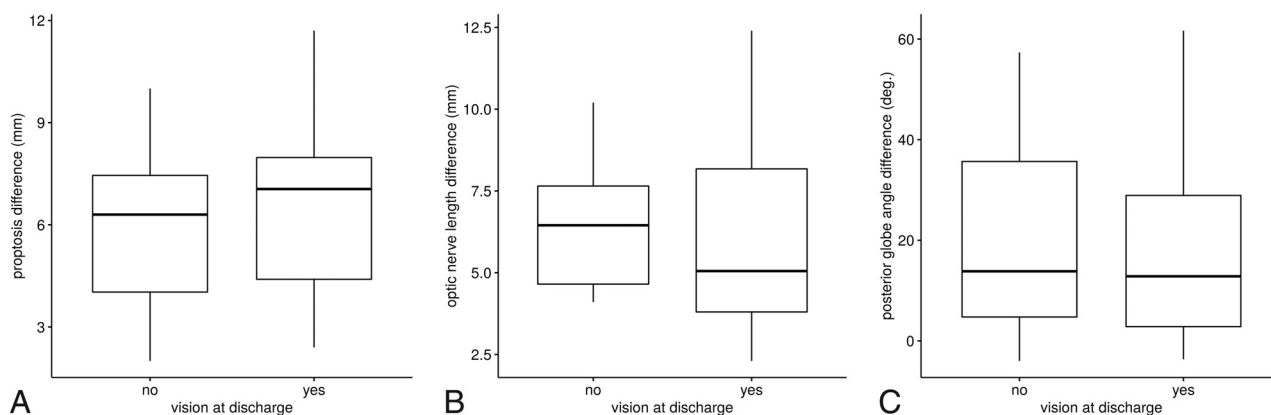 proptosis difference (mm)
12
9
6
3
no
yes
vision at discharge
A
optic nerve length difference (mm)
12.5
10.0
7.5
5.0
2.5
no
yes
vision at discharge
B
posterior globe angle difference (deg.)
60
40
20
0
no
yes
vision at discharge
C